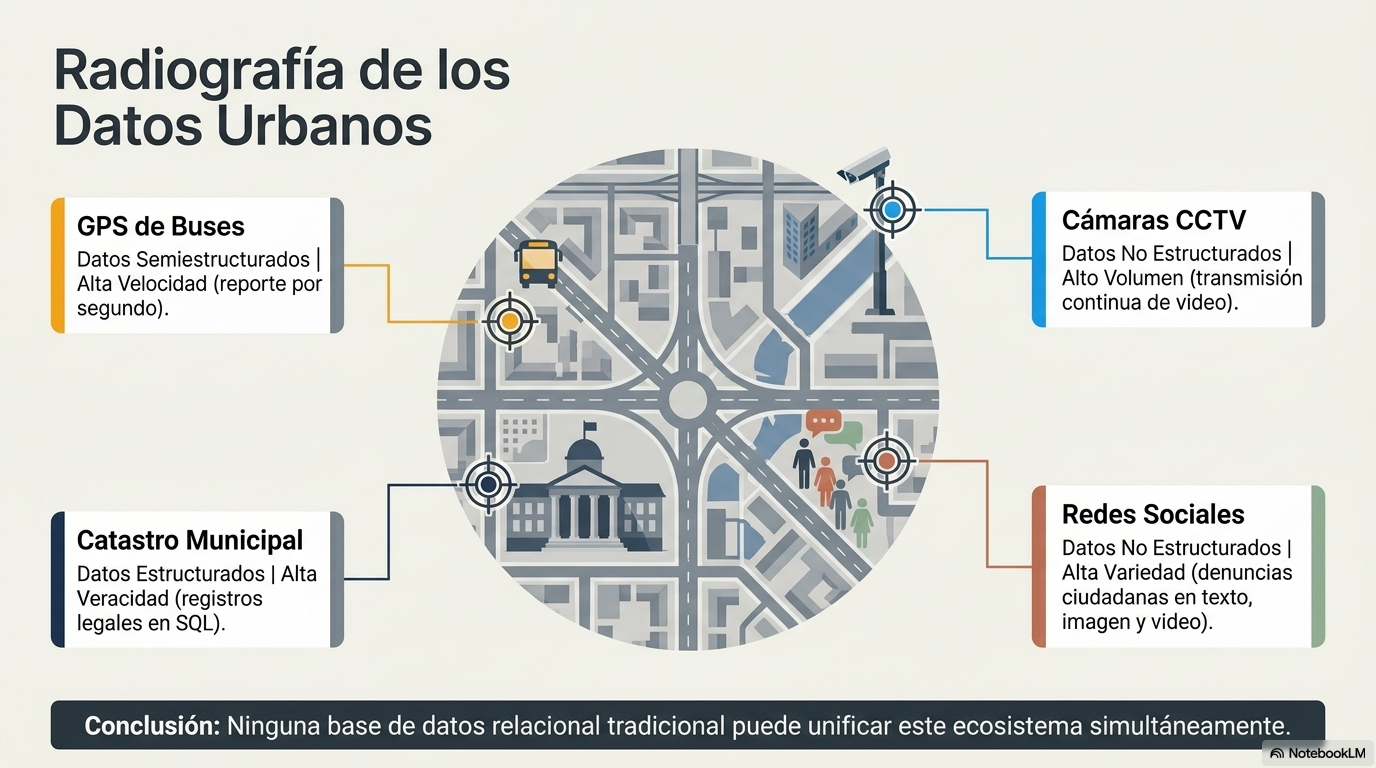 Radiografía de los
Datos Urbanos
GPS de Buses
Datos Semiestructurados |
Alta Velocidad (reporte por
segundo).
Cámaras CCTV
Datos No Estructurados |
Alto Volumen (transmisión
continua de video).
Catastro Municipal
Datos Estructurados | Alta
Veracidad (registros
legales en SQL).
Redes Sociales
Datos No Estructurados |
Alta Variedad (denuncias
ciudadanas en texto,
imagen y video).
Conclusión: Ninguna base de datos relacional tradicional puede unificar este ecosistema simultáneamente.
NotebookLM